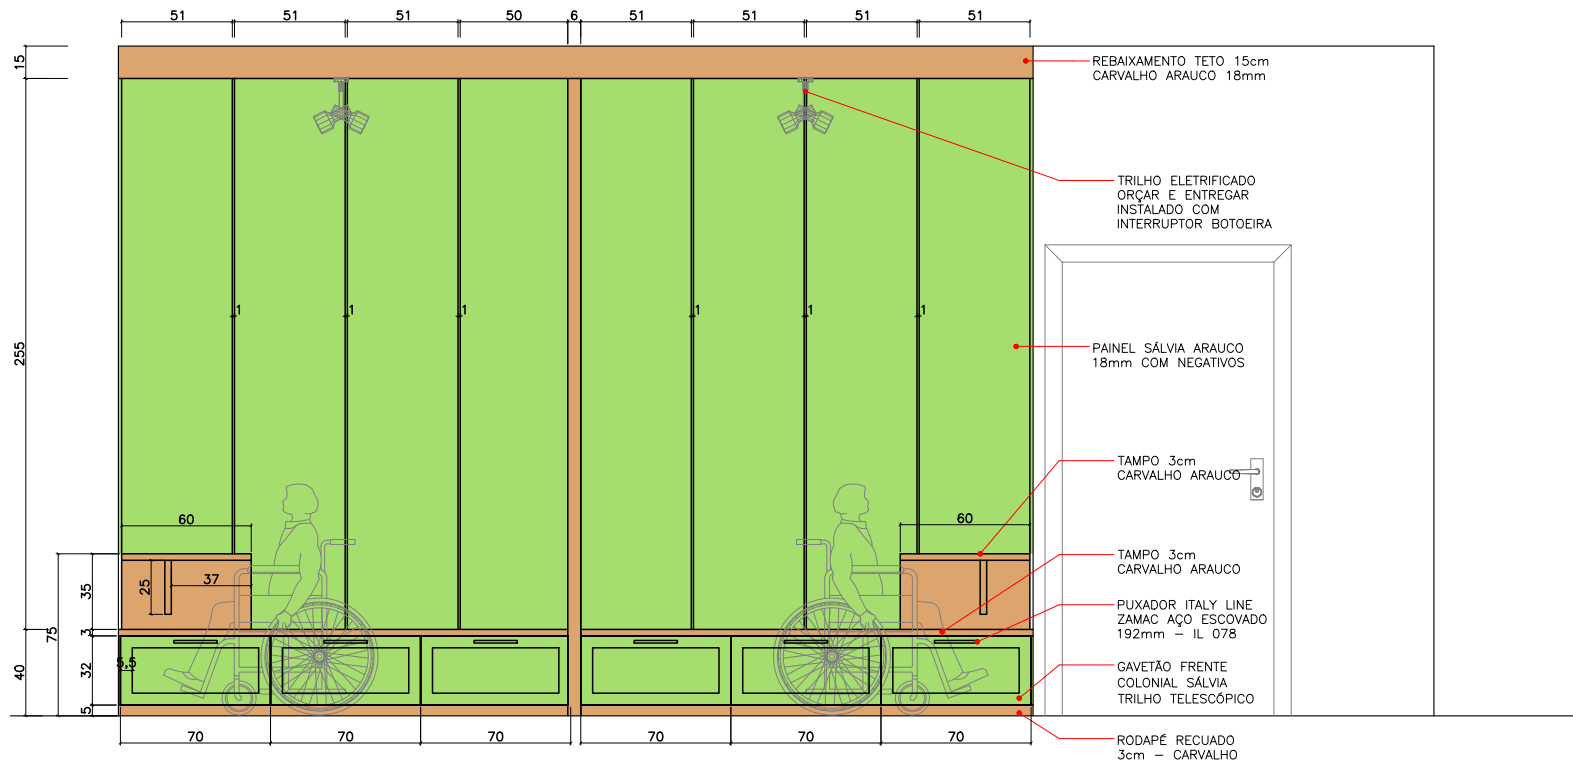 51 51 51 50 6 51 51 51 51
15
REBAIXAMENTO TETO 15cm
CARVALHO ARAUCO 18mm
TRILHO ELETRIFICADO
ORÇAR E ENTREGAR
INSTALADO COM
INTERRUPTOR BOTOEIRA
1 1 1 1 1 1
255
PAINEL SÁLVIA ARAUCO
18mm COM NEGATIVOS
TAMPO 3cm
CARVALHO ARAUCO
60 60
TAMPO 3cm
CARVALHO ARAUCO
35
25
37
75
3
PUXADOR ITALY LINE
ZAMAC AÇO ESCOVADO
192mm – IL 078
40
32
5,5
GAVETÃO FRENTE
COLONIAL SÁLVIA
TRILHO TELESCÓPICO
5
70 70 70 70 70 70
RODAPÉ RECUADO
3cm – CARVALHO